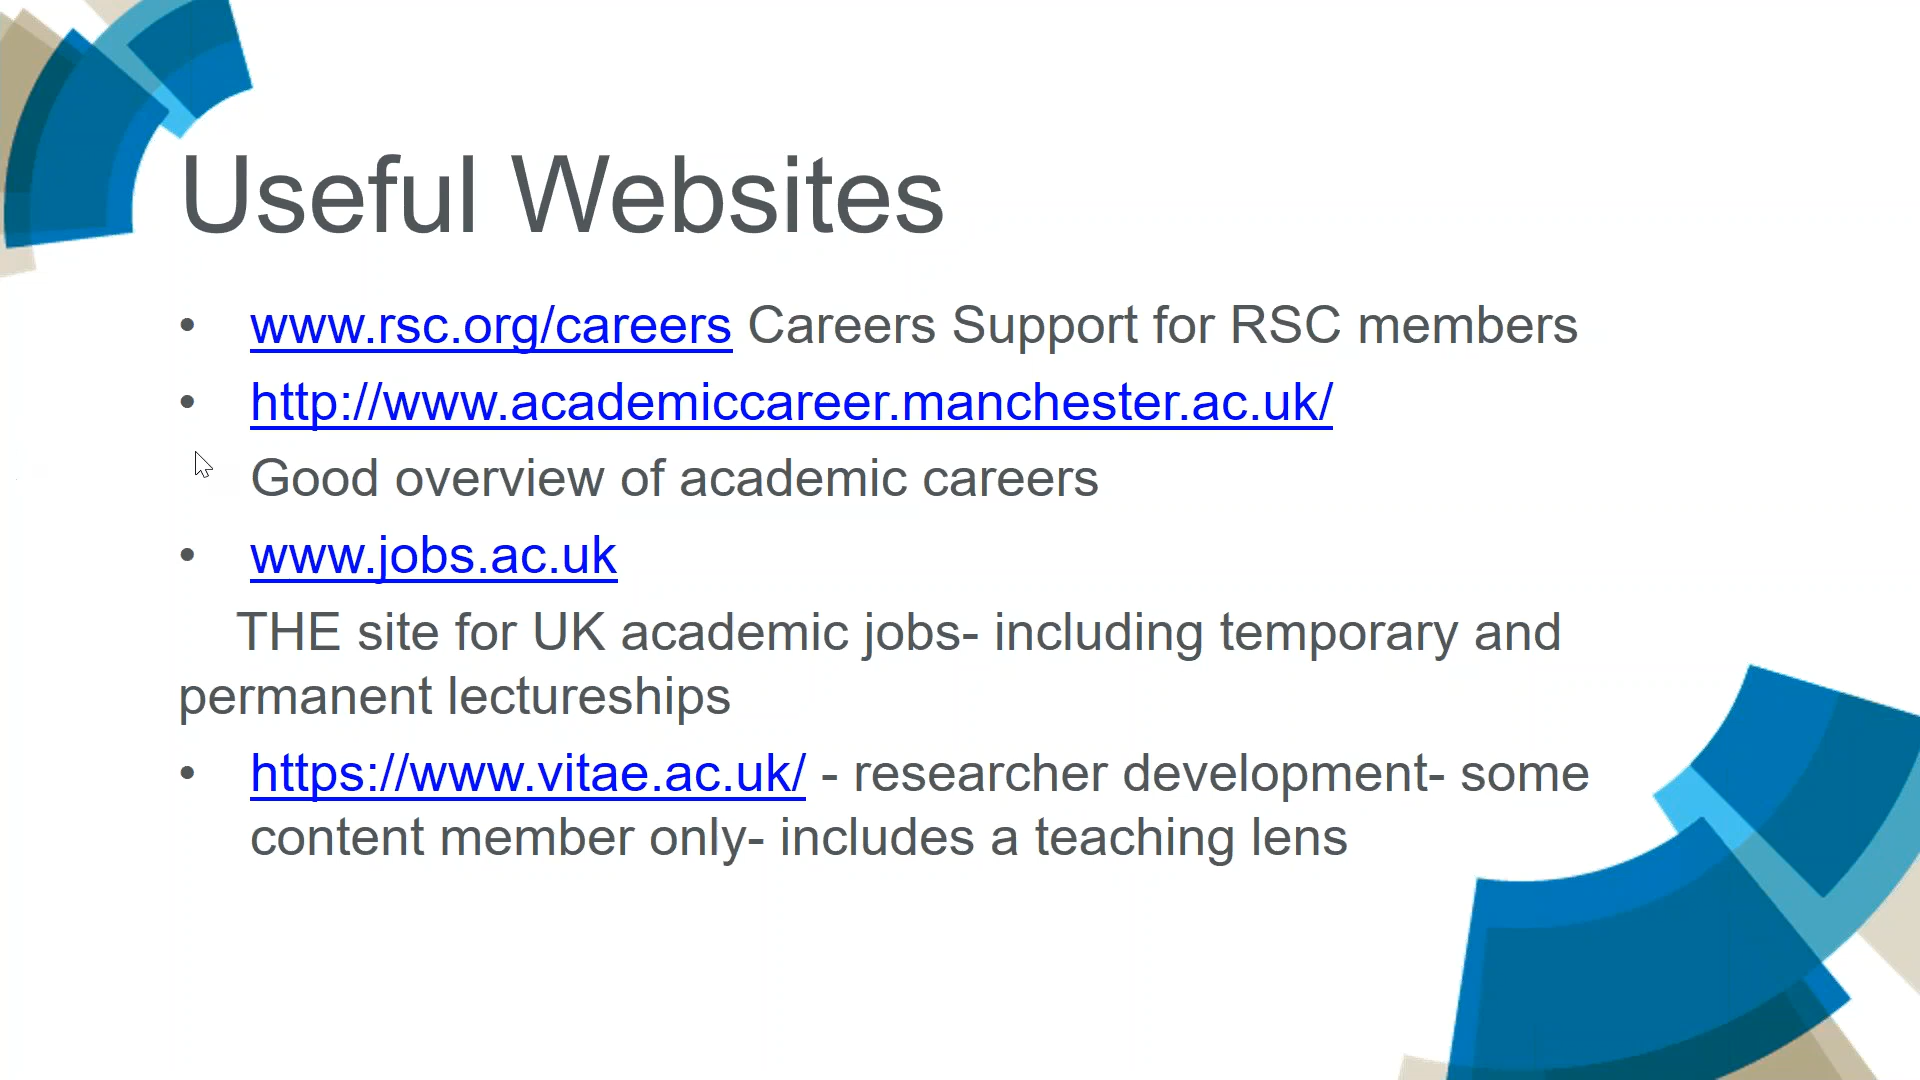 Useful Websites
• www.rsc.org/careers Careers Support for RSC members
• http://www.academiccareer.manchester.ac.uk/
Good overview of academic careers
• www.jobs.ac.uk
THE site for UK academic jobs- including temporary and
permanent lectureships
• https://www.vitae.ac.uk/ - researcher development- some
content member only- includes a teaching lens